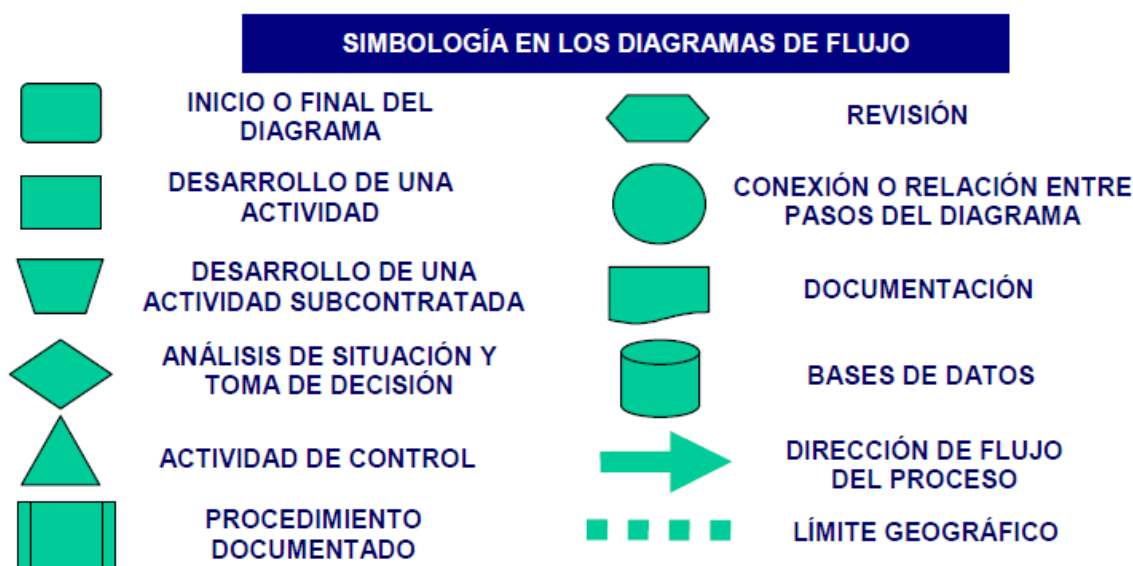 SIMBOLOGÍA EN LOS DIAGRAMAS DE FLUJO
INICIO O FINAL DEL
DIAGRAMA
DESARROLLO DE UNA
ACTIVIDAD
DESARROLLO DE UNA
ACTIVIDAD SUBCONTRATADA
ANÁLISIS DE SITUACIÓN Y
TOMA DE DECISIÓN
ACTIVIDAD DE CONTROL
PROCEDIMIENTO
DOCUMENTADO
REVISIÓN
CONEXIÓN O RELACIÓN ENTRE
PASOS DEL DIAGRAMA
DOCUMENTACIÓN
BASES DE DATOS
DIRECCIÓN DE FLUJO
DEL PROCESO
LÍMITE GEOGRÁFICO